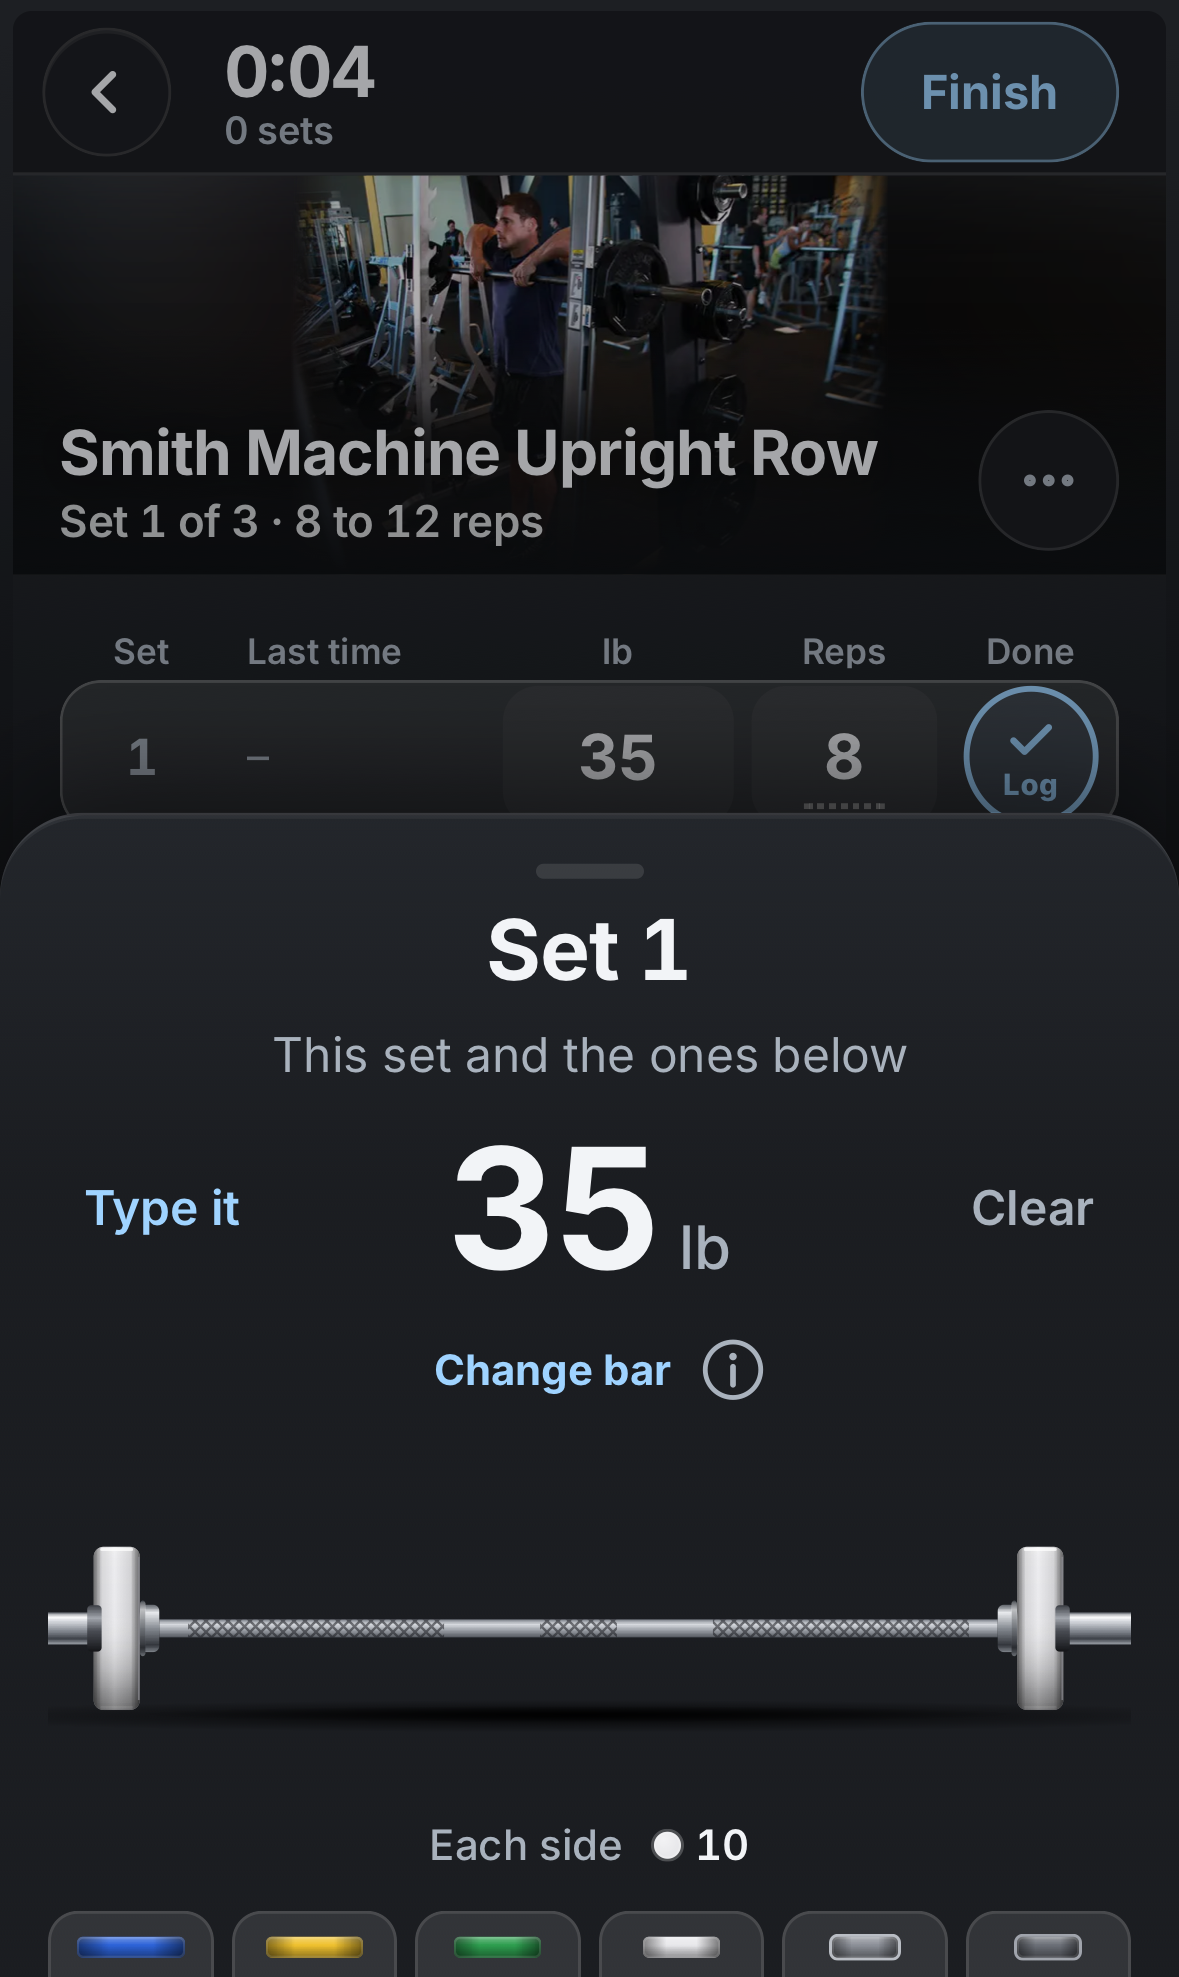 0:04
0 sets
Finish
Smith Machine Upright Row
Set 1 of 3 · 8 to 12 reps
Set Last time lb Reps Done
1 – 35 8 Log
Set 1
This set and the ones below
Type it 35 lb Clear
Change bar
Each side 10